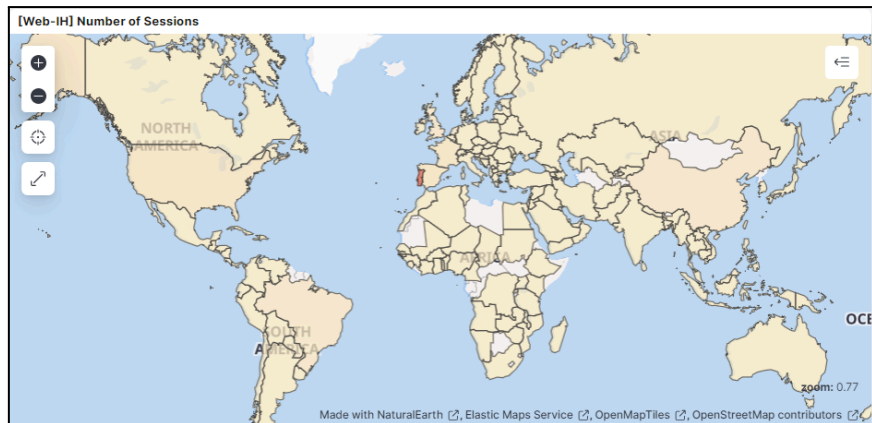 [Web-IH] Number of Sessions
NORTH
AMERICA
ASIA
AFRICA
OCE
SOUTH
AMERICA
zoom: 0.77
Made with NaturalEarth, Elastic Maps Service, OpenMapTiles, OpenStreetMap contributors